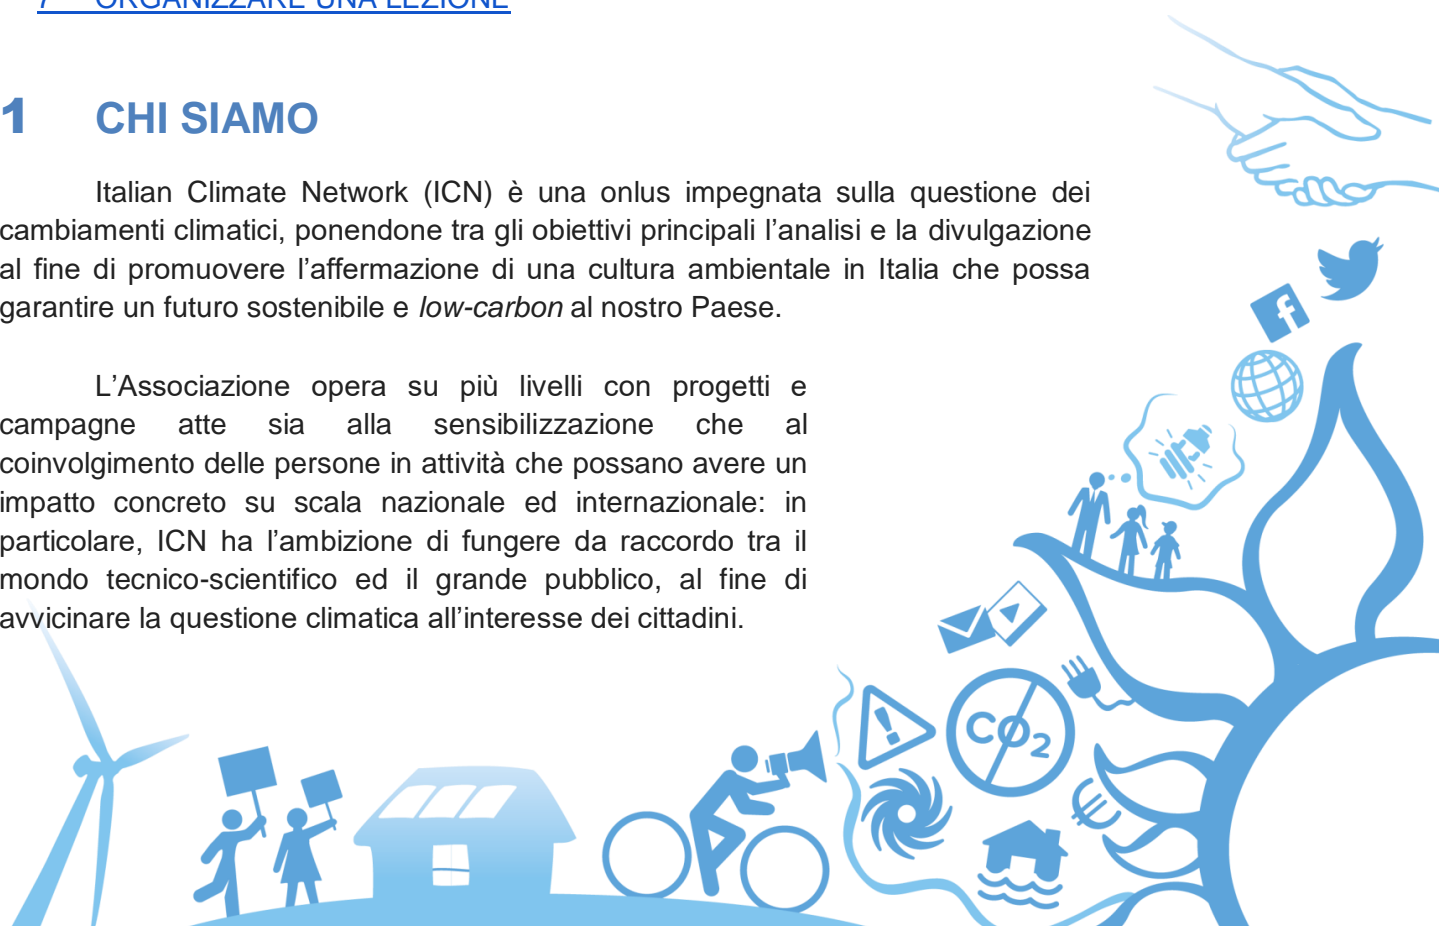 7 ORGANIZZARE UNA LEZIONE
1 CHI SIAMO
Italian Climate Network (ICN) è una onlus impegnata sulla questione dei
cambiamenti climatici, ponendone tra gli obiettivi principali l’analisi e la divulgazione
al fine di promuovere l’affermazione di una cultura ambientale in Italia che possa
garantire un futuro sostenibile e low-carbon al nostro Paese.
L’Associazione opera su più livelli con progetti e
campagne atte sia alla sensibilizzazione che al
coinvolgimento delle persone in attività che possano avere un
impatto concreto su scala nazionale ed internazionale: in
particolare, ICN ha l’ambizione di fungere da raccordo tra il
mondo tecnico-scientifico ed il grande pubblico, al fine di
avvicinare la questione climatica all’interesse dei cittadini.
CO2